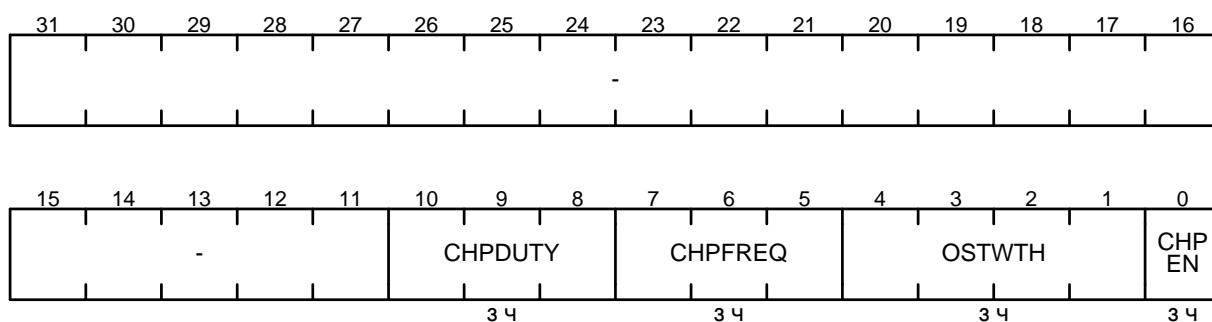 31 30 29 28 27 26 25 24 23 22 21 20 19 18 17 16
-
15 14 13 12 11 10 9 8 7 6 5 4 3 2 1 0
- CHPDUTY CHPFREQ OSTWTH CHP
EN
з ч з ч з ч з ч